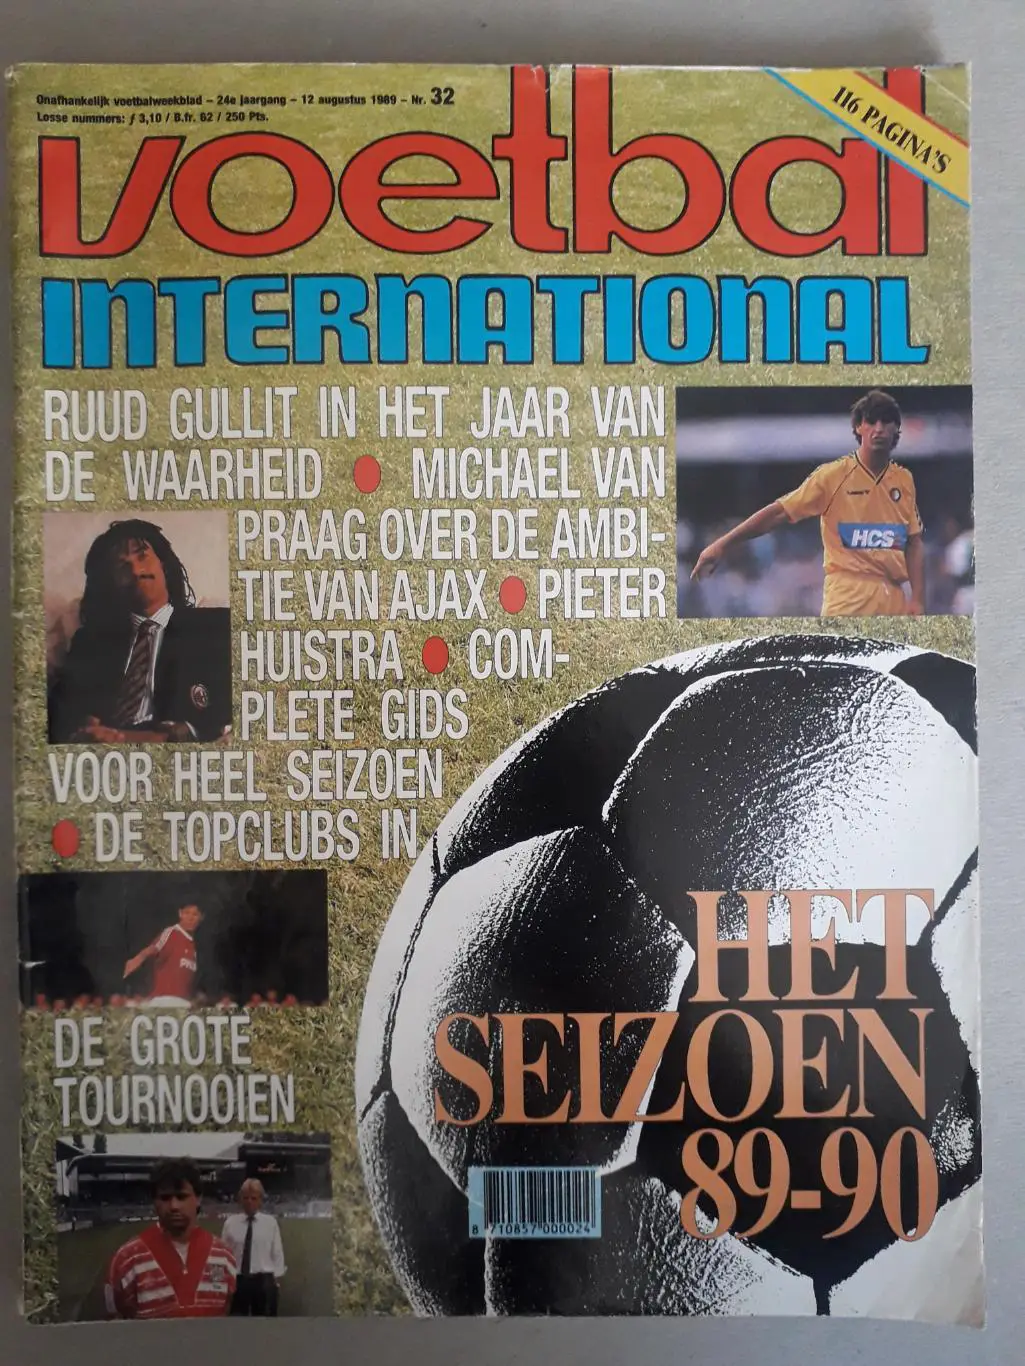 Onafhankelijk voetbalweekblad – 24e jaargang – 12 augustus 1989 – Nr. 32
Losse nummers: ƒ 3,10 / B.fr. 62 / 250 Pts.
116 PAGINA'S
voetbal
INTERNATIONAL
RUUD GULLIT IN HET JAAR VAN
DE WAARHEID • MICHAEL VAN
PRAAG OVER DE AMBI-
TIE VAN AJAX • PIETER
HUISTRA • COM-
PLETE GIDS
VOOR HEEL SEIZOEN
• DE TOPCLUBS IN
DE GROTE
TOURNOOIEN
HCS
HET
SEIZOEN
89-90
8 710857 000024